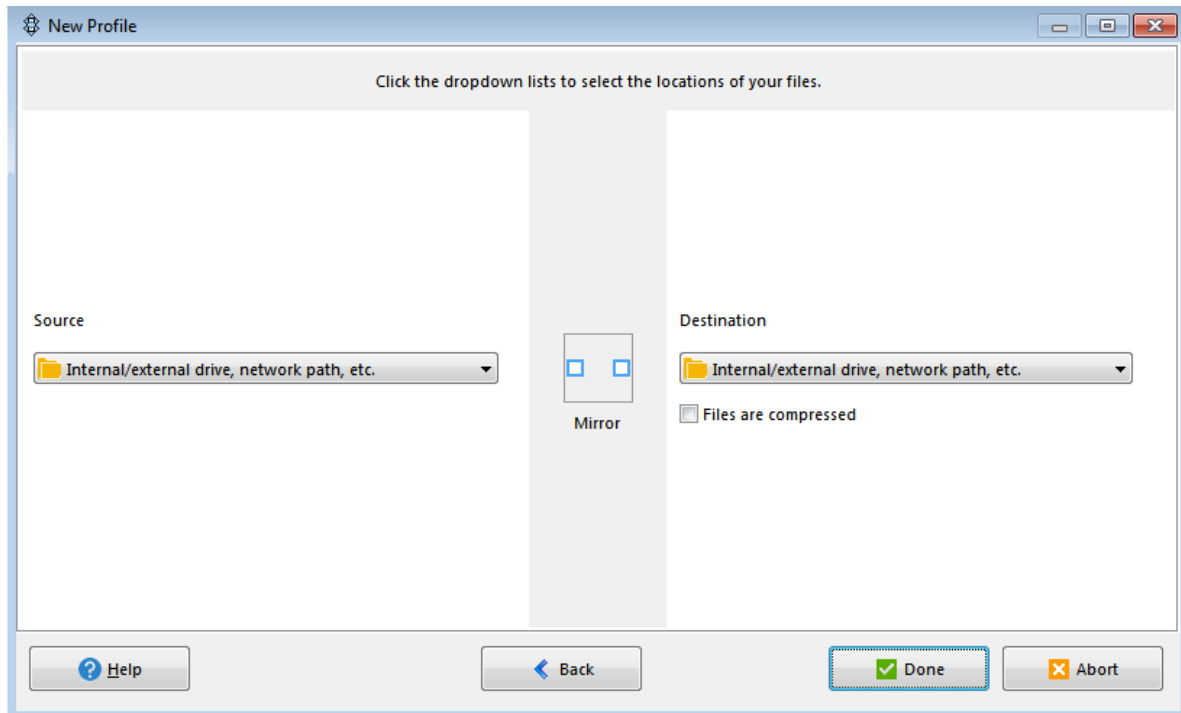 New Profile
Click the dropdown lists to select the locations of your files.
Source
Internal/external drive, network path, etc.
Mirror
Destination
Internal/external drive, network path, etc.
Files are compressed
Help
Back
Done
Abort